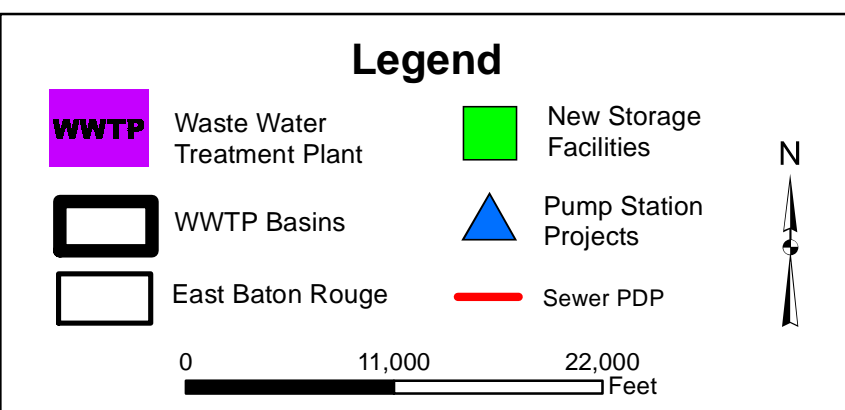 Legend
WWTP
Waste Water
Treatment Plant
New Storage
Facilities
N
WWTP Basins
Pump Station
Projects
East Baton Rouge
Sewer PDP
0 11,000 22,000
Feet